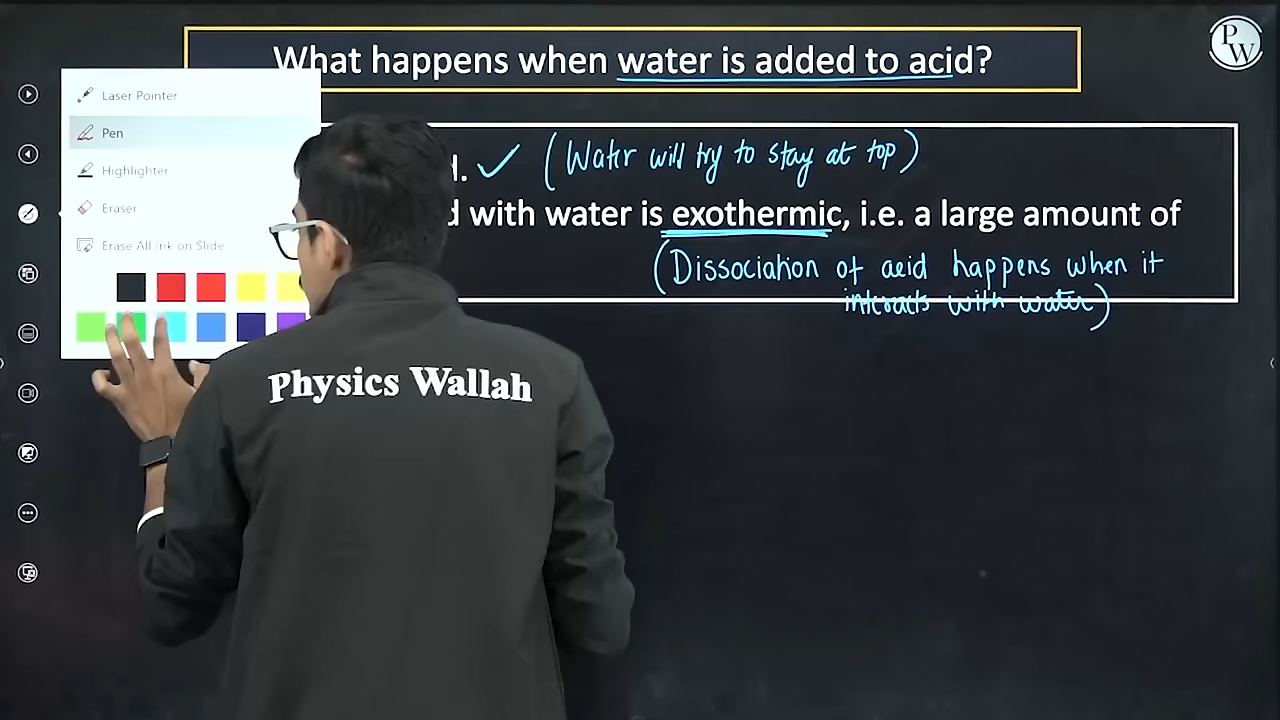 What happens when water is added to acid?
P
W
Laser Pointer
Pen
Highlighter
Eraser
Erase All Ink on Slide
d. ✓ (Water will try to stay at top)
d with water is exothermic, i.e. a large amount of
(Dissociation of acid happens when it
interacts with water)
Physics Wallah